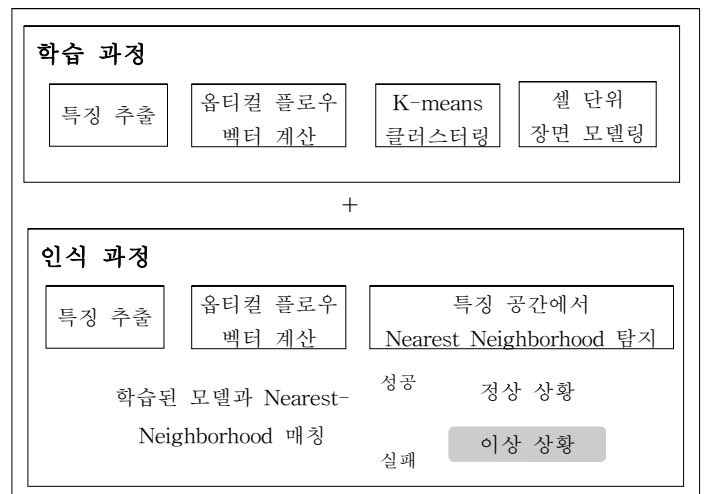 학습 과정
특징 추출
옵티컬 플로우
벡터 계산
K-means
클러스터링
셀 단위
장면 모델링
+
인식 과정
특징 추출
옵티컬 플로우
벡터 계산
특징 공간에서
Nearest Neighborhood 탐지
학습된 모델과 Nearest-
Neighborhood 매칭
성공
정상 상황
실패
이상 상황